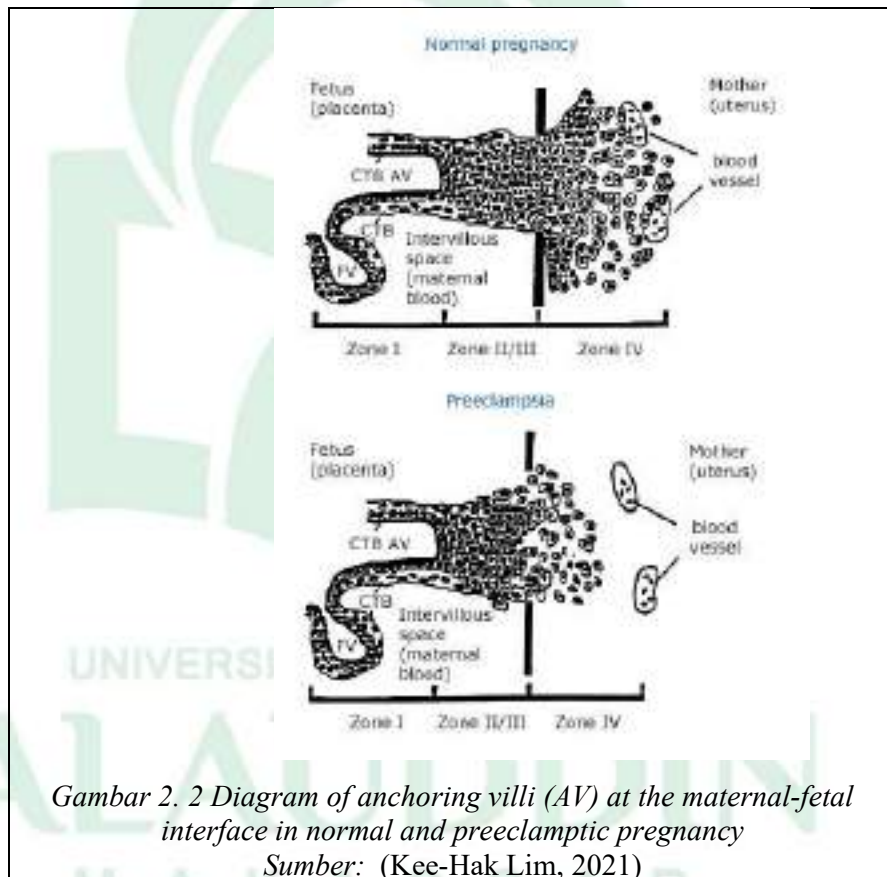 Normal pregnancy
Fetus
(placenta)
Mother
(uterus)
blood
vessel
CTB AV
CTB
FV
Intervillous
space
(maternal
blood)
Zone I
Zone II/III
Zone IV
Preeclampsia
Fetus
(placenta)
Mother
(uterus)
blood
vessel
CTB AV
CTB
FV
Intervillous
space
(maternal
blood)
Zone I
Zone II/III
Zone IV
UNIVERSI
ALAUDDIN
Gambar 2. 2 Diagram of anchoring villi (AV) at the maternal-fetal
interface in normal and preeclamptic pregnancy
Sumber: (Kee-Hak Lim, 2021)